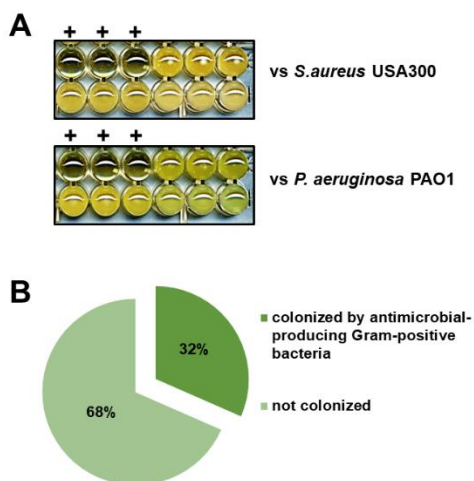 A
+ + +
vs S.aureus USA300
+ + +
vs P. aeruginosa PAO1
B
32%
68%
colonized by antimicrobial-
producing Gram-positive
bacteria
not colonized